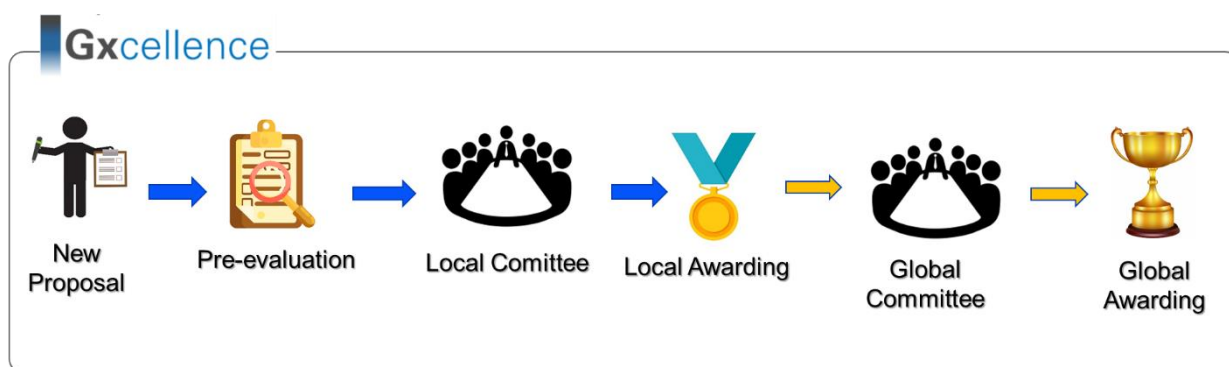 Gxcellence
New
Proposal
Pre-evaluation
Local Comittee
Local Awarding
Global
Committee
Global
Awarding